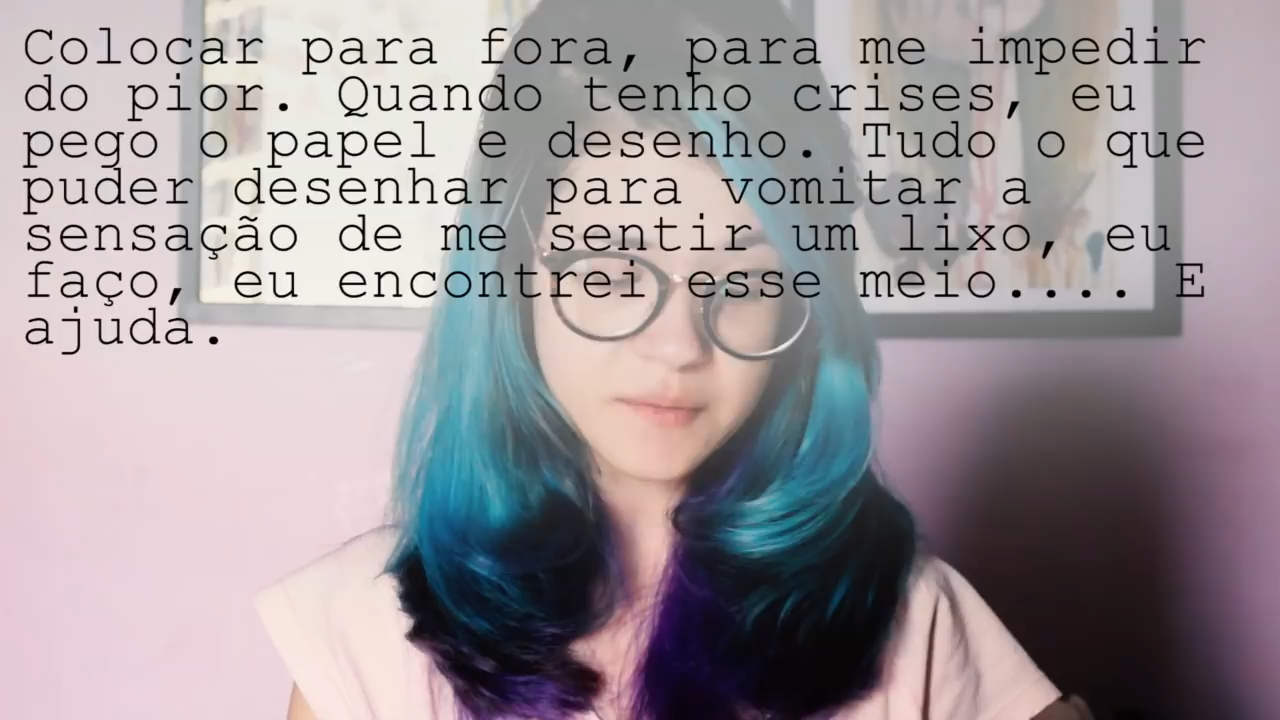 Colocar para fora, para me impedir
do pior. Quando tenho crises, eu
pego o papel e desenho. Tudo o que
puder desenhar para vomitar a
sensação de me sentir um lixo, eu
faço, eu encontrei esse meio.... E
ajuda.